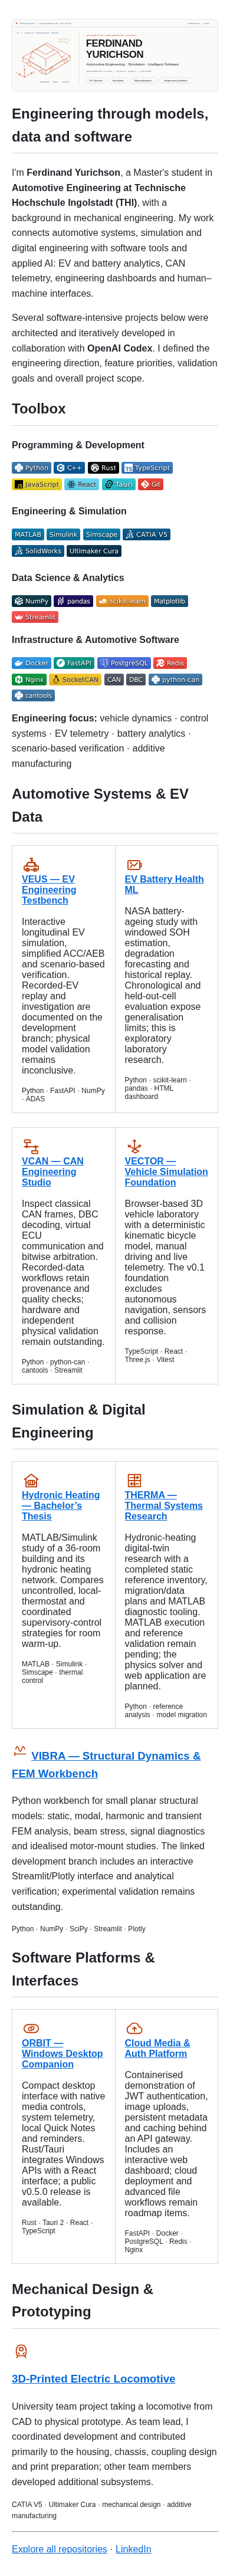 FERDINAND
YURICHSON
Automotive Engineering · Simulation · Intelligent Software
Engineering through models,
data and software
I'm Ferdinand Yurichson, a Master's student in
Automotive Engineering at Technische
Hochschule Ingolstadt (THI), with a
background in mechanical engineering. My work
connects automotive systems, simulation and
digital engineering with software tools and
applied AI: EV and battery analytics, CAN
telemetry, engineering dashboards and human–
machine interfaces.
Several software-intensive projects below were
architected and iteratively developed in
collaboration with OpenAI Codex. I defined the
engineering direction, feature priorities, validation
goals and overall project scope.
Toolbox
Programming & Development
Python C++ Rust TypeScript
JavaScript React Tauri Git
Engineering & Simulation
MATLAB Simulink Simscape CATIA V5
SolidWorks Ultimaker Cura
Data Science & Analytics
NumPy pandas scikit-learn Matplotlib
Streamlit
Infrastructure & Automotive Software
Docker FastAPI PostgreSQL Redis
Nginx SocketCAN CAN DBC python-can
cantools
Engineering focus: vehicle dynamics · control
systems · EV telemetry · battery analytics ·
scenario-based verification · additive
manufacturing
Automotive Systems & EV
Data
VEUS — EV
Engineering
Testbench
Interactive
longitudinal EV
simulation,
simplified ACC/AEB
and scenario-based
verification.
Recorded-EV
replay and
investigation are
documented on the
development
branch; physical
model validation
remains
inconclusive.
Python · FastAPI · NumPy
· ADAS
EV Battery Health
ML
NASA battery-
ageing study with
windowed SOH
estimation,
degradation
forecasting and
historical replay.
Chronological and
held-out-cell
evaluation expose
generalisation
limits; this is
exploratory
laboratory
research.
Python · scikit-learn ·
pandas · HTML
dashboard
VCAN — CAN
Engineering
Studio
Inspect classical
CAN frames, DBC
decoding, virtual
ECU
communication and
bitwise arbitration.
Recorded-data
workflows retain
provenance and
quality checks;
hardware and
independent
physical validation
remain outstanding.
Python · python-can ·
cantools · Streamlit
VECTOR —
Vehicle Simulation
Foundation
Browser-based 3D
vehicle laboratory
with a deterministic
kinematic bicycle
model, manual
driving and live
telemetry. The v0.1
foundation
excludes
autonomous
navigation, sensors
and collision
response.
TypeScript · React ·
Three.js · Vitest
Simulation & Digital
Engineering
Hydronic Heating
— Bachelor's
Thesis
MATLAB/Simulink
study of a 36-room
building and its
hydronic heating
network. Compares
uncontrolled, local-
thermostat and
coordinated
supervisory-control
strategies for room
warm-up.
MATLAB · Simulink ·
Simscape · thermal
control
THERMA —
Thermal Systems
Research
Hydronic-heating
digital-twin
research with a
completed static
reference inventory,
migration/data
plans and MATLAB
diagnostic tooling.
MATLAB execution
and reference
validation remain
pending; the
physics solver and
web application are
planned.
Python · reference
analysis · model migration
VIBRA — Structural Dynamics &
FEM Workbench
Python workbench for small planar structural
models: static, modal, harmonic and transient
FEM analysis, beam stress, signal diagnostics
and idealised motor-mount studies. The linked
development branch includes an interactive
Streamlit/Plotly interface and analytical
verification; experimental validation remains
outstanding.
Python · NumPy · SciPy · Streamlit · Plotly
Software Platforms &
Interfaces
ORBIT —
Windows Desktop
Companion
Compact desktop
interface with native
media controls,
system telemetry,
local Quick Notes
and reminders.
Rust/Tauri
integrates Windows
APIs with a React
interface; a public
v0.5.0 release is
available.
Rust · Tauri 2 · React ·
TypeScript
Cloud Media &
Auth Platform
Containerised
demonstration of
JWT authentication,
image uploads,
persistent metadata
and caching behind
an API gateway.
Includes an
interactive web
dashboard; cloud
deployment and
advanced file
workflows remain
roadmap items.
FastAPI · Docker ·
PostgreSQL · Redis ·
Nginx
Mechanical Design &
Prototyping
3D-Printed Electric Locomotive
University team project taking a locomotive from
CAD to physical prototype. As team lead, I
coordinated development and contributed
primarily to the housing, chassis, coupling design
and print preparation; other team members
developed additional subsystems.
CATIA V5 · Ultimaker Cura · mechanical design · additive
manufacturing
Explore all repositories · LinkedIn